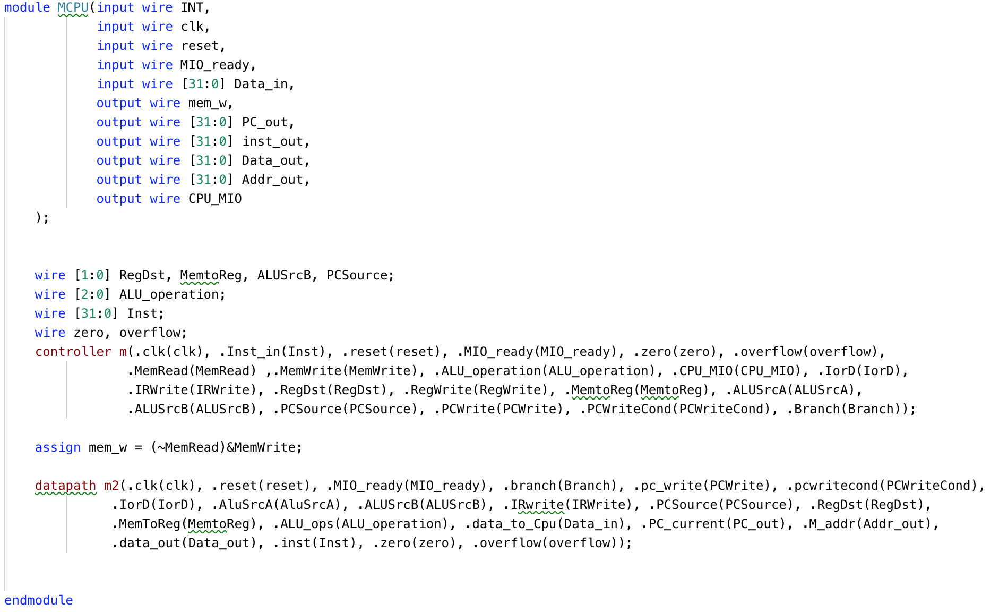 module MCPU(input wire INT,
input wire clk,
input wire reset,
input wire MIO_ready,
input wire [31:0] Data_in,
output wire mem_w,
output wire [31:0] PC_out,
output wire [31:0] inst_out,
output wire [31:0] Data_out,
output wire [31:0] Addr_out,
output wire CPU_MIO
);
wire [1:0] RegDst, MemtoReg, ALUSrcB, PCSource;
wire [2:0] ALU_operation;
wire [31:0] Inst;
wire zero, overflow;
controller m(.clk(clk), .Inst_in(Inst), .reset(reset), .MIO_ready(MIO_ready), .zero(zero), .overflow(overflow),
.MemRead(MemRead) ,.MemWrite(MemWrite), .ALU_operation(ALU_operation), .CPU_MIO(CPU_MIO), .IorD(IorD),
.IRWrite(IRWrite), .RegDst(RegDst), .RegWrite(RegWrite), .MemtoReg(MemtoReg), .ALUSrcA(ALUSrcA),
.ALUSrcB(ALUSrcB), .PCSource(PCSource), .PCWrite(PCWrite), .PCWriteCond(PCWriteCond), .Branch(Branch));
assign mem_w = (~MemRead)&MemWrite;
datapath m2(.clk(clk), .reset(reset), .MIO_ready(MIO_ready), .branch(Branch), .pc_write(PCWrite), .pcwritecond(PCWriteCond),
.IorD(IorD), .AluSrcA(AluSrcA), .ALUSrcB(ALUSrcB), .IRwrite(IRWrite), .PCSource(PCSource), .RegDst(RegDst),
.MemToReg(MemtoReg), .ALU_ops(ALU_operation), .data_to_Cpu(Data_in), .PC_current(PC_out), .M_addr(Addr_out),
.data_out(Data_out), .inst(Inst), .zero(zero), .overflow(overflow));
endmodule